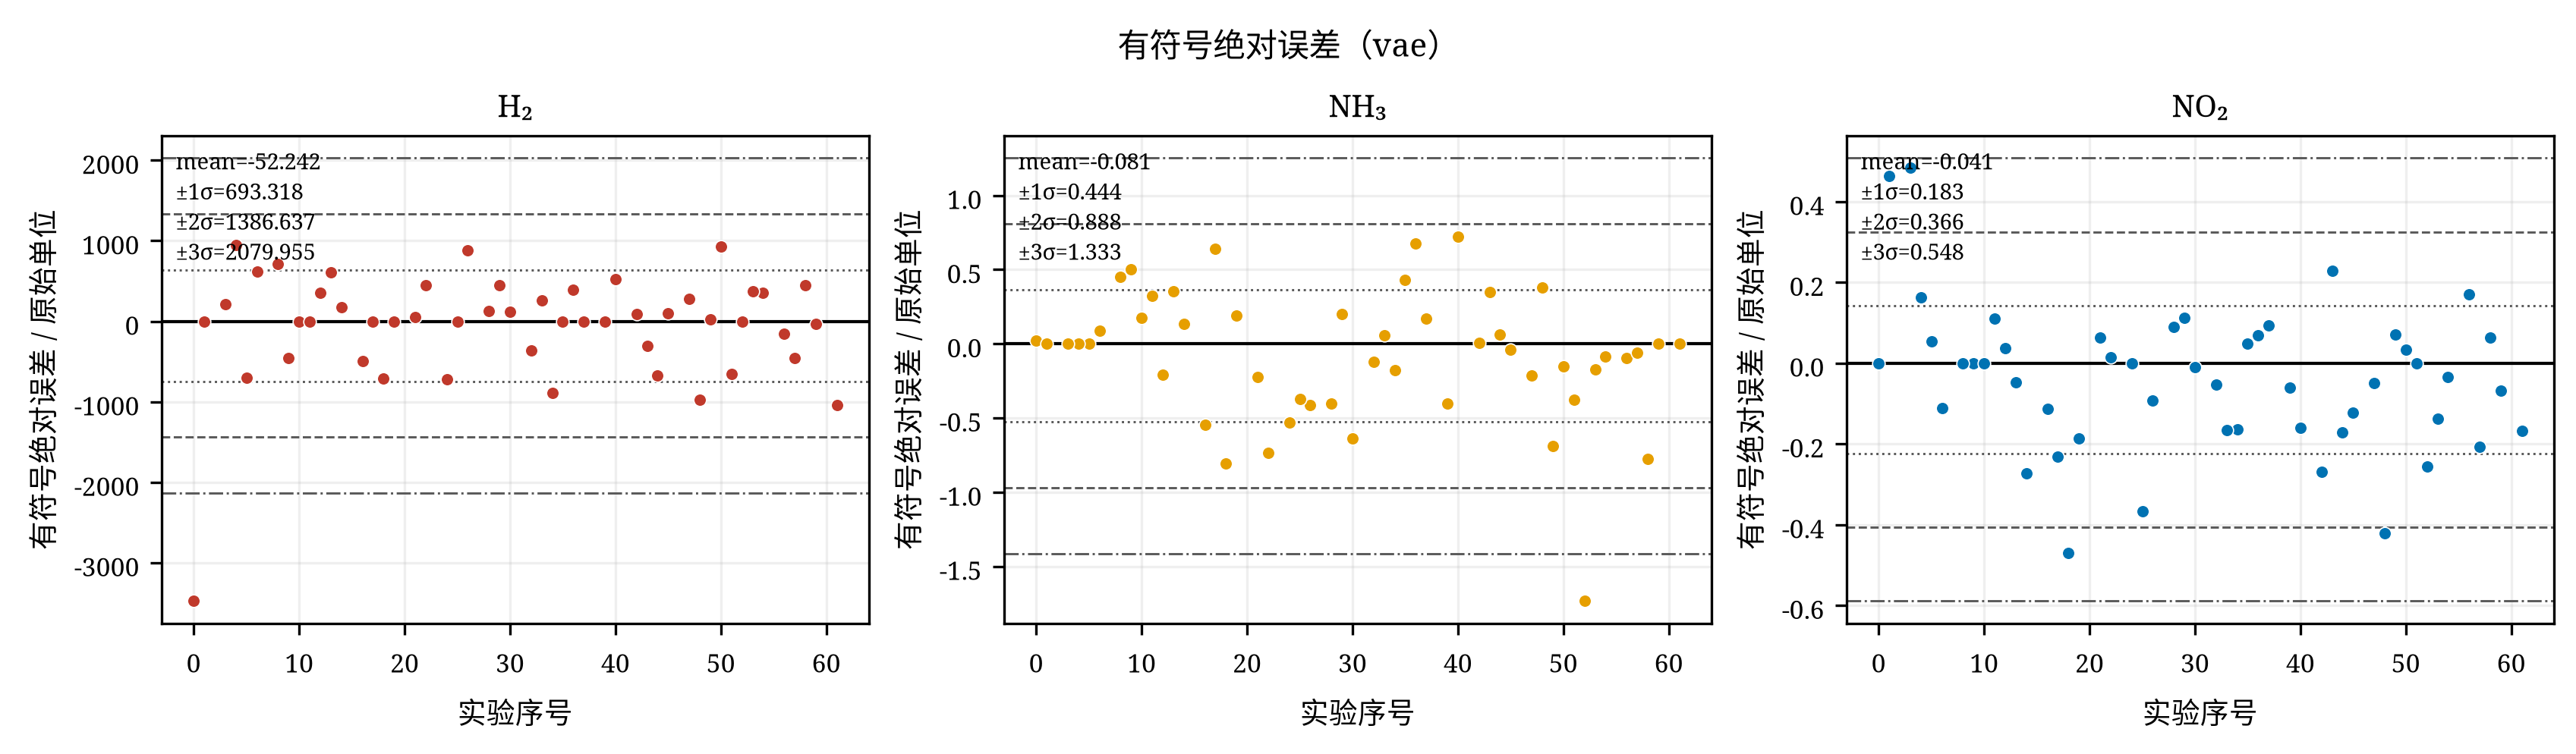 有符号绝对误差（vae）
H₂
mean=-52.242
±1σ=693.318
±2σ=1386.637
±3σ=2079.955
2000
1000
0
-1000
-2000
-3000
有符号绝对误差 / 原始单位
0 10 20 30 40 50 60
实验序号
NH₃
mean=-0.081
±1σ=0.444
±2σ=0.888
±3σ=1.333
1.0
0.5
0.0
-0.5
-1.0
-1.5
有符号绝对误差 / 原始单位
0 10 20 30 40 50 60
实验序号
NO₂
mean=-0.041
±1σ=0.183
±2σ=0.366
±3σ=0.548
0.4
0.2
0.0
-0.2
-0.4
-0.6
有符号绝对误差 / 原始单位
0 10 20 30 40 50 60
实验序号